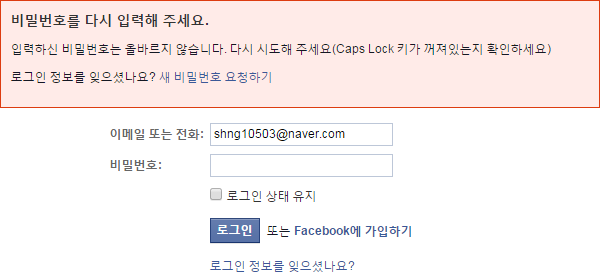 비밀번호를 다시 입력해 주세요.
입력하신 비밀번호는 올바르지 않습니다. 다시 시도해 주세요(Caps Lock 키가 꺼져있는지 확인하세요)
로그인 정보를 잊으셨나요? 새 비밀번호 요청하기
이메일 또는 전화: shng10503@naver.com
비밀번호:
로그인 상태 유지
로그인 또는 Facebook에 가입하기
로그인 정보를 잊으셨나요?